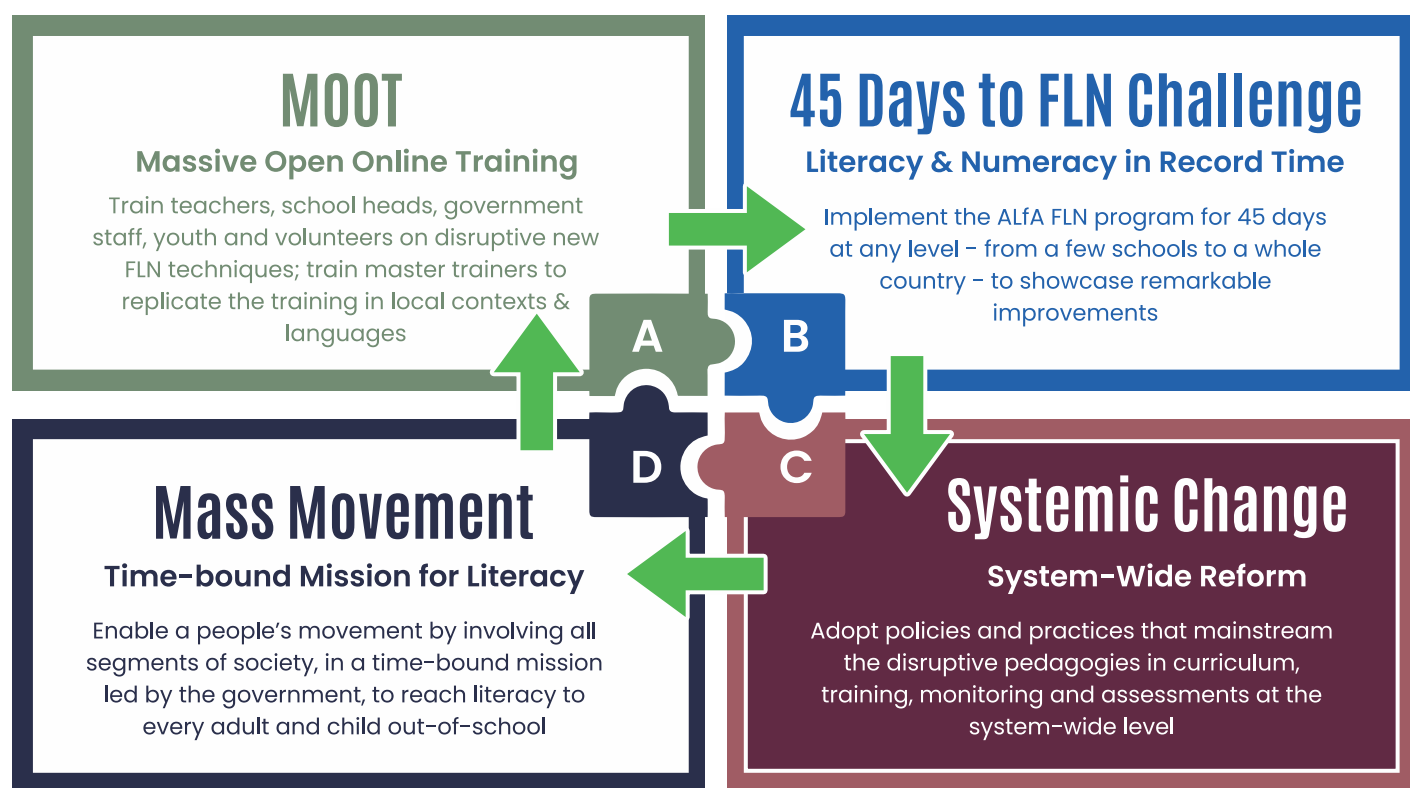 MOOT
Massive Open Online Training
Train teachers, school heads, government
staff, youth and volunteers on disruptive new
FLN techniques; train master trainers to
replicate the training in local contexts &
languages
45 Days to FLN Challenge
Literacy & Numeracy in Record Time
Implement the ALfA FLN program for 45 days
at any level - from a few schools to a whole
country - to showcase remarkable
improvements
A
B
D
C
Mass Movement
Time-bound Mission for Literacy
Enable a people's movement by involving all
segments of society, in a time-bound mission
led by the government, to reach literacy to
every adult and child out-of-school
Systemic Change
System-Wide Reform
Adopt policies and practices that mainstream
the disruptive pedagogies in curriculum,
training, monitoring and assessments at the
system-wide level